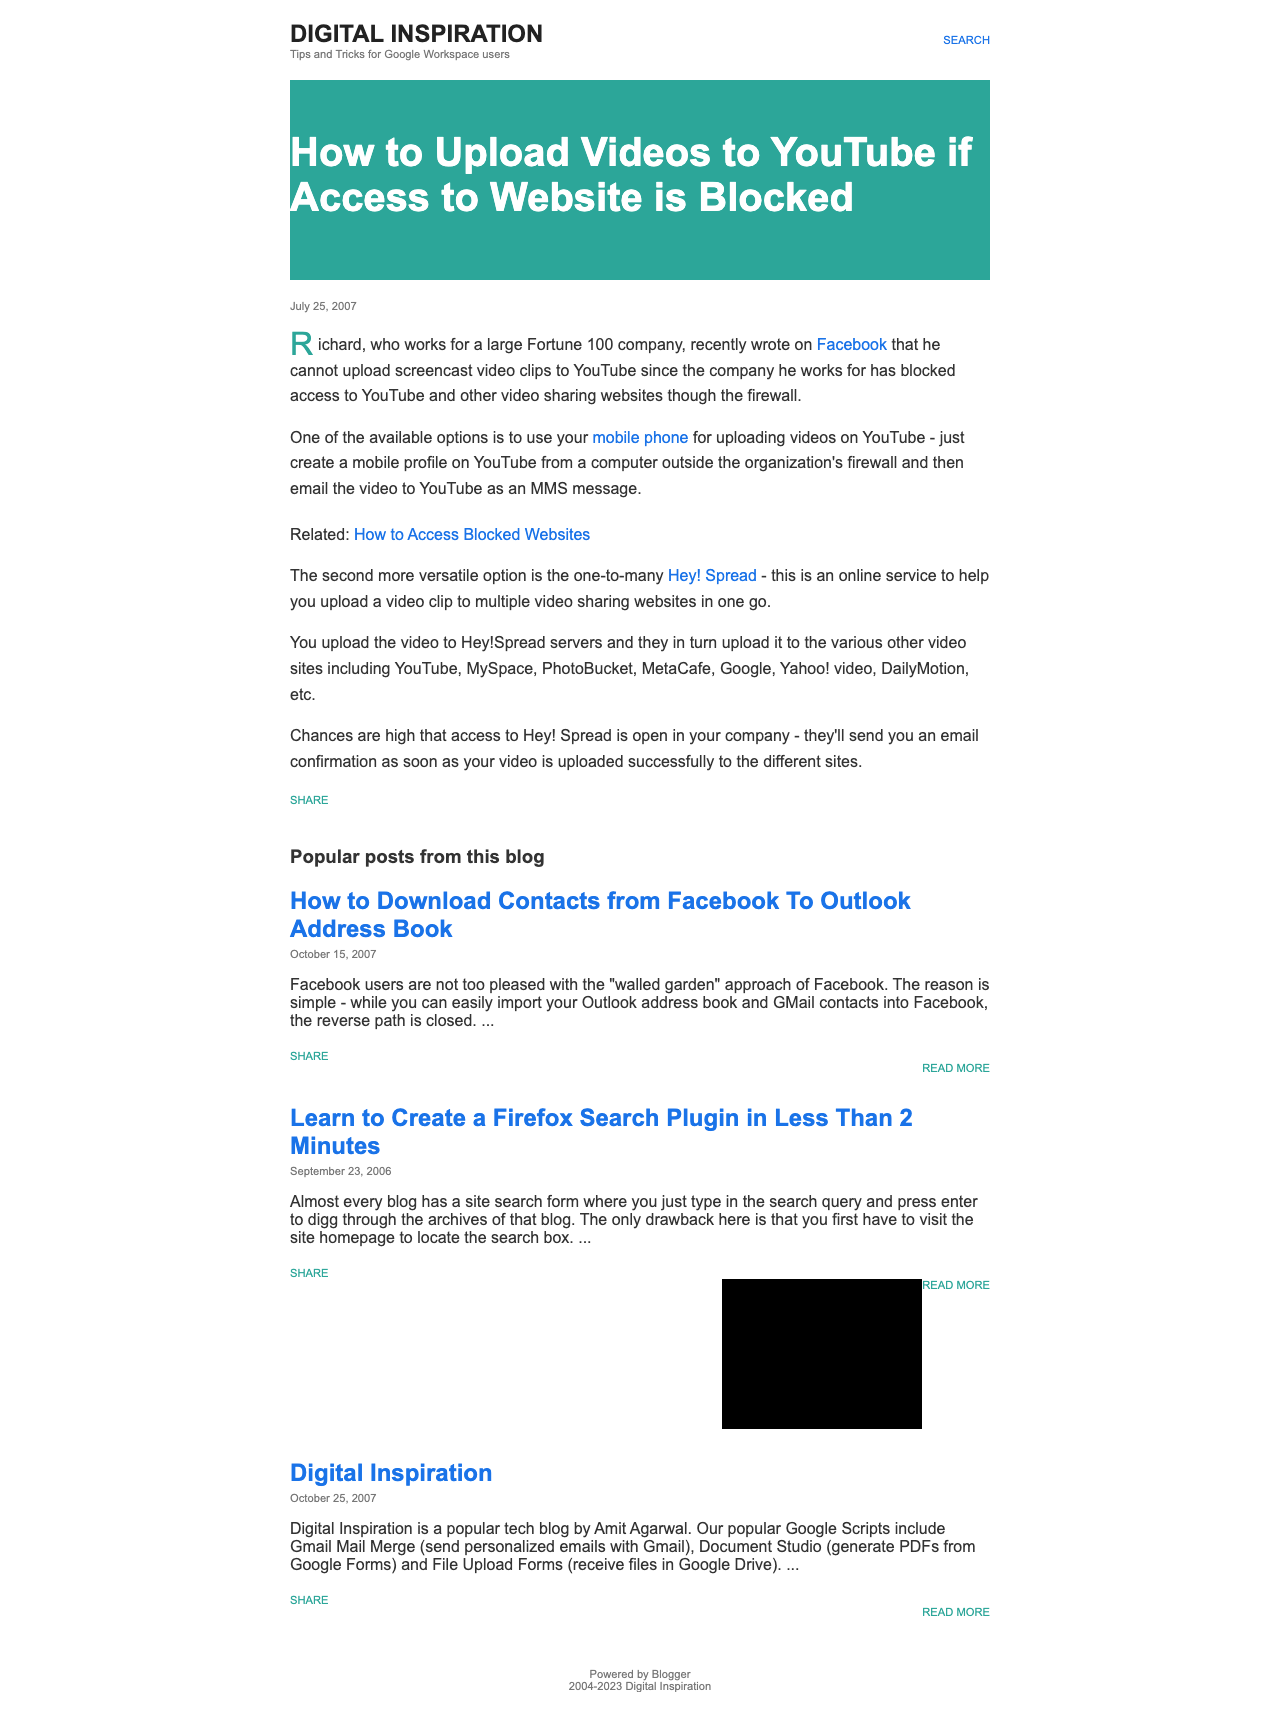 DIGITAL INSPIRATION
Tips and Tricks for Google Workspace users
SEARCH
How to Upload Videos to YouTube if
Access to Website is Blocked
July 25, 2007
Richard, who works for a large Fortune 100 company, recently wrote on Facebook that he
cannot upload screencast video clips to YouTube since the company he works for has blocked
access to YouTube and other video sharing websites though the firewall.
One of the available options is to use your mobile phone for uploading videos on YouTube - just
create a mobile profile on YouTube from a computer outside the organization's firewall and then
email the video to YouTube as an MMS message.
Related: How to Access Blocked Websites
The second more versatile option is the one-to-many Hey! Spread - this is an online service to help
you upload a video clip to multiple video sharing websites in one go.
You upload the video to Hey!Spread servers and they in turn upload it to the various other video
sites including YouTube, MySpace, PhotoBucket, MetaCafe, Google, Yahoo! video, DailyMotion,
etc.
Chances are high that access to Hey! Spread is open in your company - they'll send you an email
confirmation as soon as your video is uploaded successfully to the different sites.
SHARE
Popular posts from this blog
How to Download Contacts from Facebook To Outlook
Address Book
October 15, 2007
Facebook users are not too pleased with the "walled garden" approach of Facebook. The reason is
simple - while you can easily import your Outlook address book and GMail contacts into Facebook,
the reverse path is closed. ...
SHARE
READ MORE
Learn to Create a Firefox Search Plugin in Less Than 2
Minutes
September 23, 2006
Almost every blog has a site search form where you just type in the search query and press enter
to digg through the archives of that blog. The only drawback here is that you first have to visit the
site homepage to locate the search box. ...
SHARE
READ MORE
Digital Inspiration
October 25, 2007
Digital Inspiration is a popular tech blog by Amit Agarwal. Our popular Google Scripts include
Gmail Mail Merge (send personalized emails with Gmail), Document Studio (generate PDFs from
Google Forms) and File Upload Forms (receive files in Google Drive). ...
SHARE
READ MORE
Powered by Blogger
2004-2023 Digital Inspiration